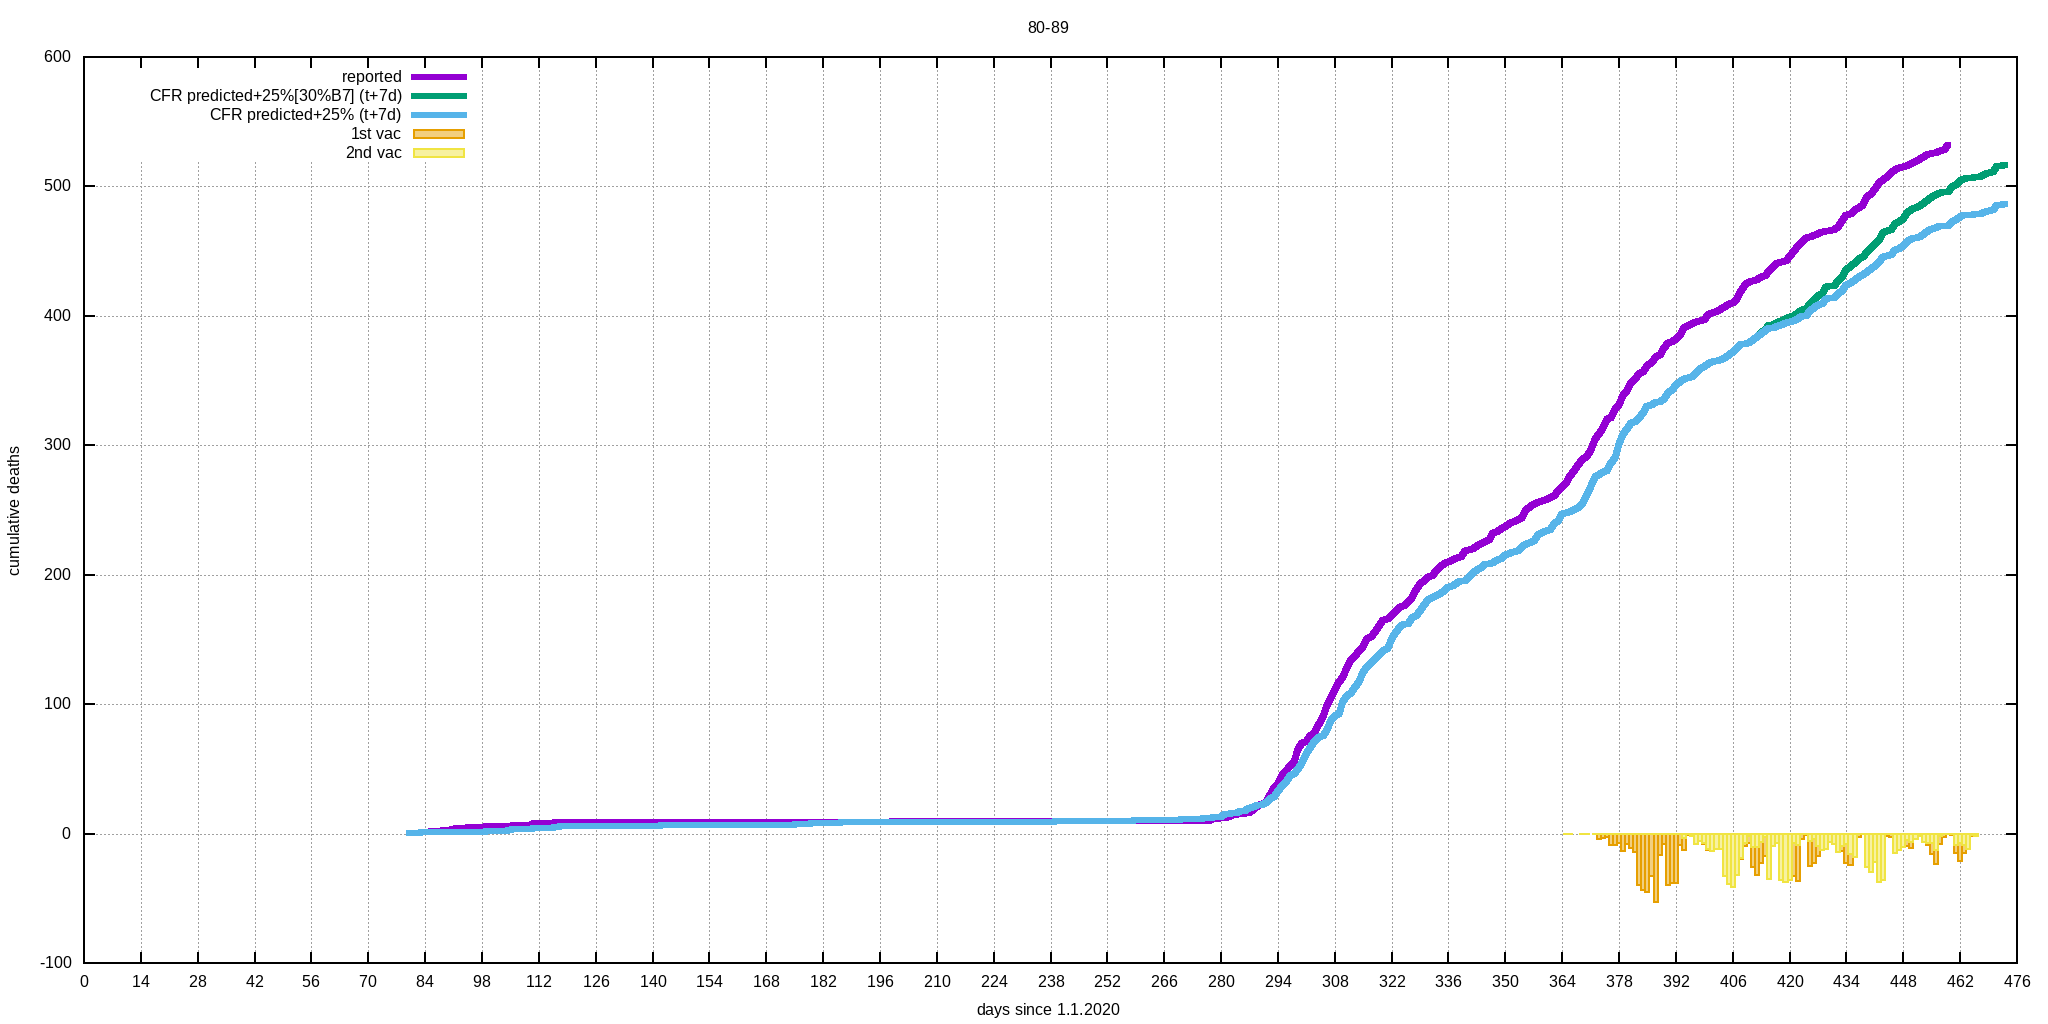 80-89
600
500
400
300
200
100
0
-100
cumulative deaths
reported
CFR predicted+25%[30%B7] (t+7d)
CFR predicted+25% (t+7d)
1st vac
2nd vac
0 14 28 42 56 70 84 98 112 126 140 154 168 182 196 210 224 238 252 266 280 294 308 322 336 350 364 378 392 406 420 434 448 462 476
days since 1.1.2020